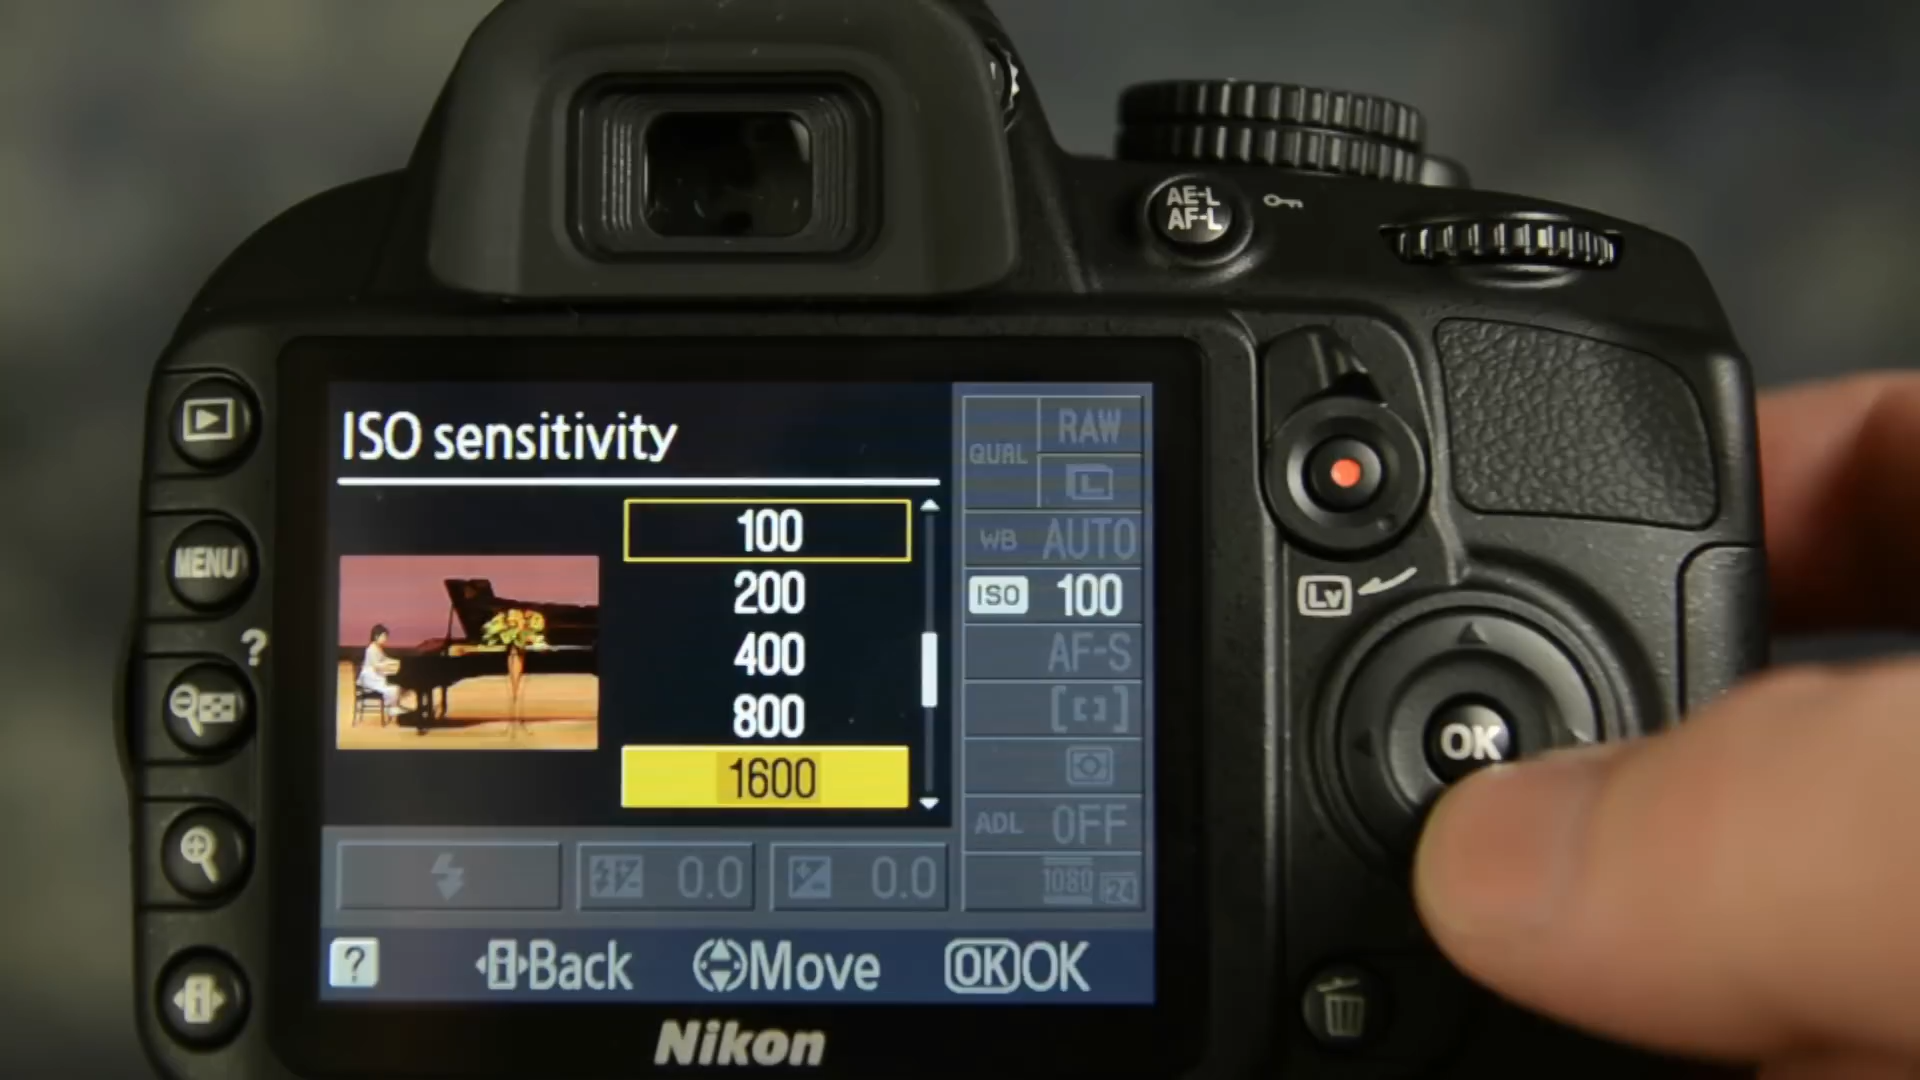 AE-L
AF-L
ISO sensitivity
100
200
400
800
1600
QUAL
RAW
L
WB AUTO
ISO 100
AF-S
ADL OFF
1080 24
0.0
0.0
? i Back Move OK OK
MENU
?
i
Lv
OK
Nikon